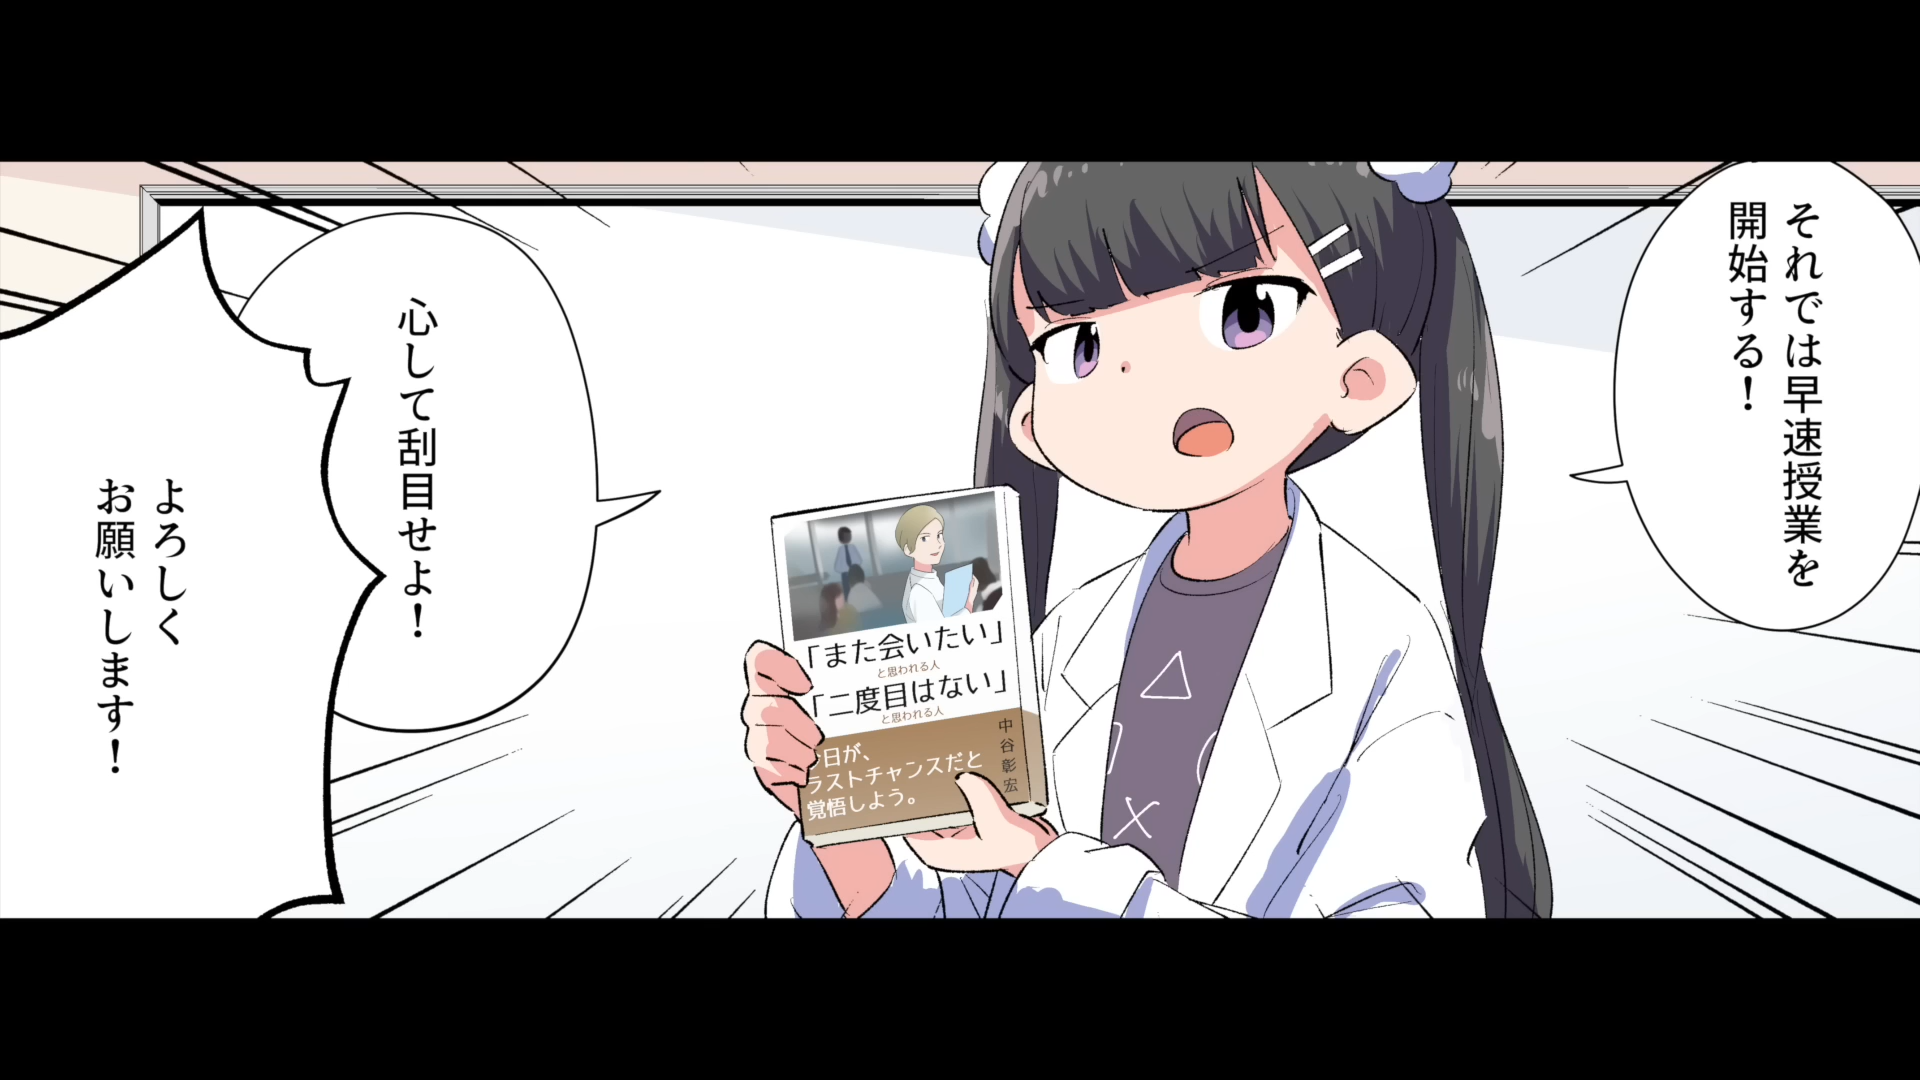 それでは早速授業を
開始する!
心して刮目せよ!
よろしく
お願いします!
「また会いたい」
と思われる人
「二度目はない」
と思われる人
中谷彰宏
今日が、
ラストチャンスだと
覚悟しよう。